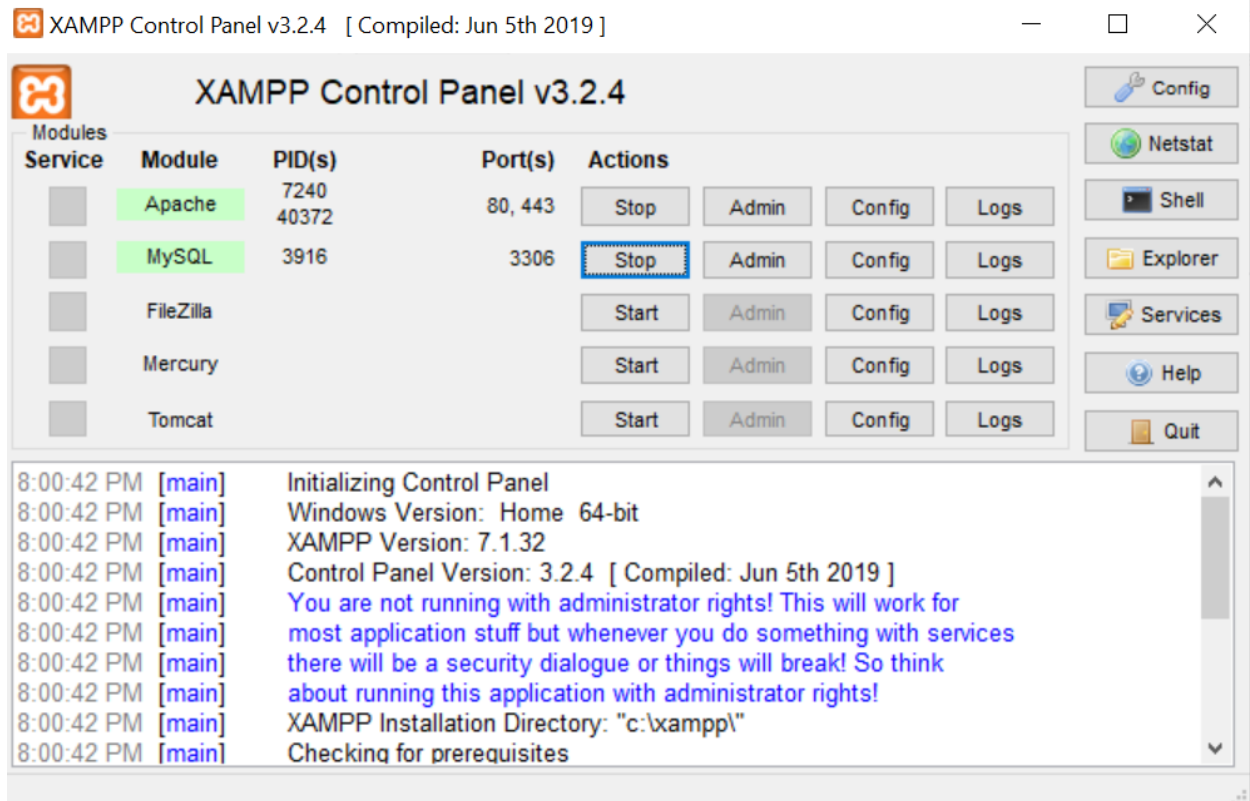 XAMPP Control Panel v3.2.4 [ Compiled: Jun 5th 2019 ]
XAMPP Control Panel v3.2.4
Config
Netstat
Shell
Explorer
Services
Help
Quit
Modules
Service Module PID(s) Port(s) Actions
Apache 7240 40372 80, 443 Stop Admin Config Logs
MySQL 3916 3306 Stop Admin Config Logs
FileZilla Start Admin Config Logs
Mercury Start Admin Config Logs
Tomcat Start Admin Config Logs
8:00:42 PM [main] Initializing Control Panel
8:00:42 PM [main] Windows Version: Home 64-bit
8:00:42 PM [main] XAMPP Version: 7.1.32
8:00:42 PM [main] Control Panel Version: 3.2.4 [ Compiled: Jun 5th 2019 ]
8:00:42 PM [main] You are not running with administrator rights! This will work for
8:00:42 PM [main] most application stuff but whenever you do something with services
8:00:42 PM [main] there will be a security dialogue or things will break! So think
8:00:42 PM [main] about running this application with administrator rights!
8:00:42 PM [main] XAMPP Installation Directory: "c:\xampp\"
8:00:42 PM [main] Checking for prerequisites